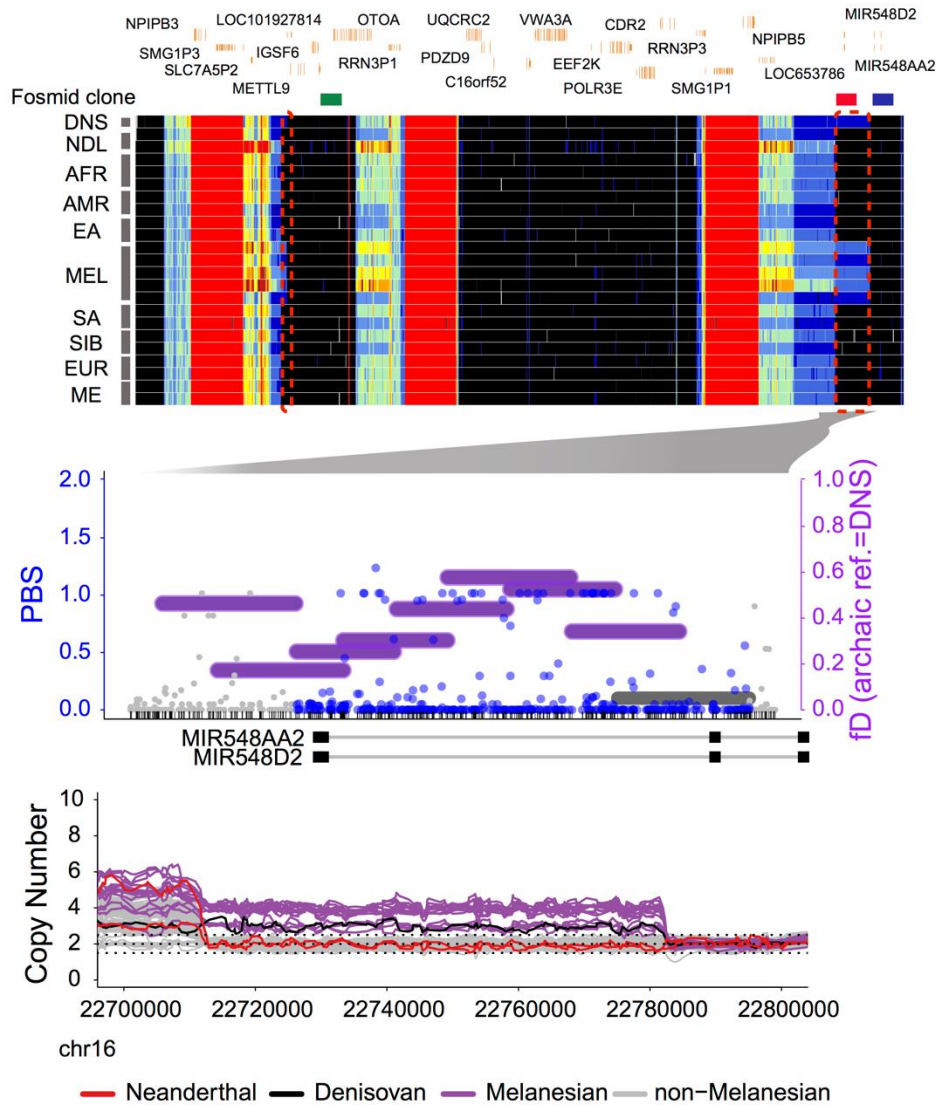 LOC101927814 MIR548D2
NPIPB3 OTOA UQCRC2 VWA3A CDR2
SMG1P3 IGSF6 RRN3P3 NPIPB5
SLC7A5P2 RRN3P1 PDZD9 EEF2K LOC653786 MIR548AA2
METTL9 C16orf52 POLR3E SMG1P1
Fosmid clone
DNS
NDL
AFR
AMR
EA
MEL
SA
SIB
EUR
ME
PBS
2.0
1.5
1.0
0.5
0.0
fD (archaic ref.=DNS)
1.0
0.8
0.6
0.4
0.2
0.0
MIR548AA2
MIR548D2
Copy Number
10
8
6
4
2
0
22700000 22720000 22740000 22760000 22780000 22800000
chr16
Neanderthal Denisovan Melanesian non-Melanesian